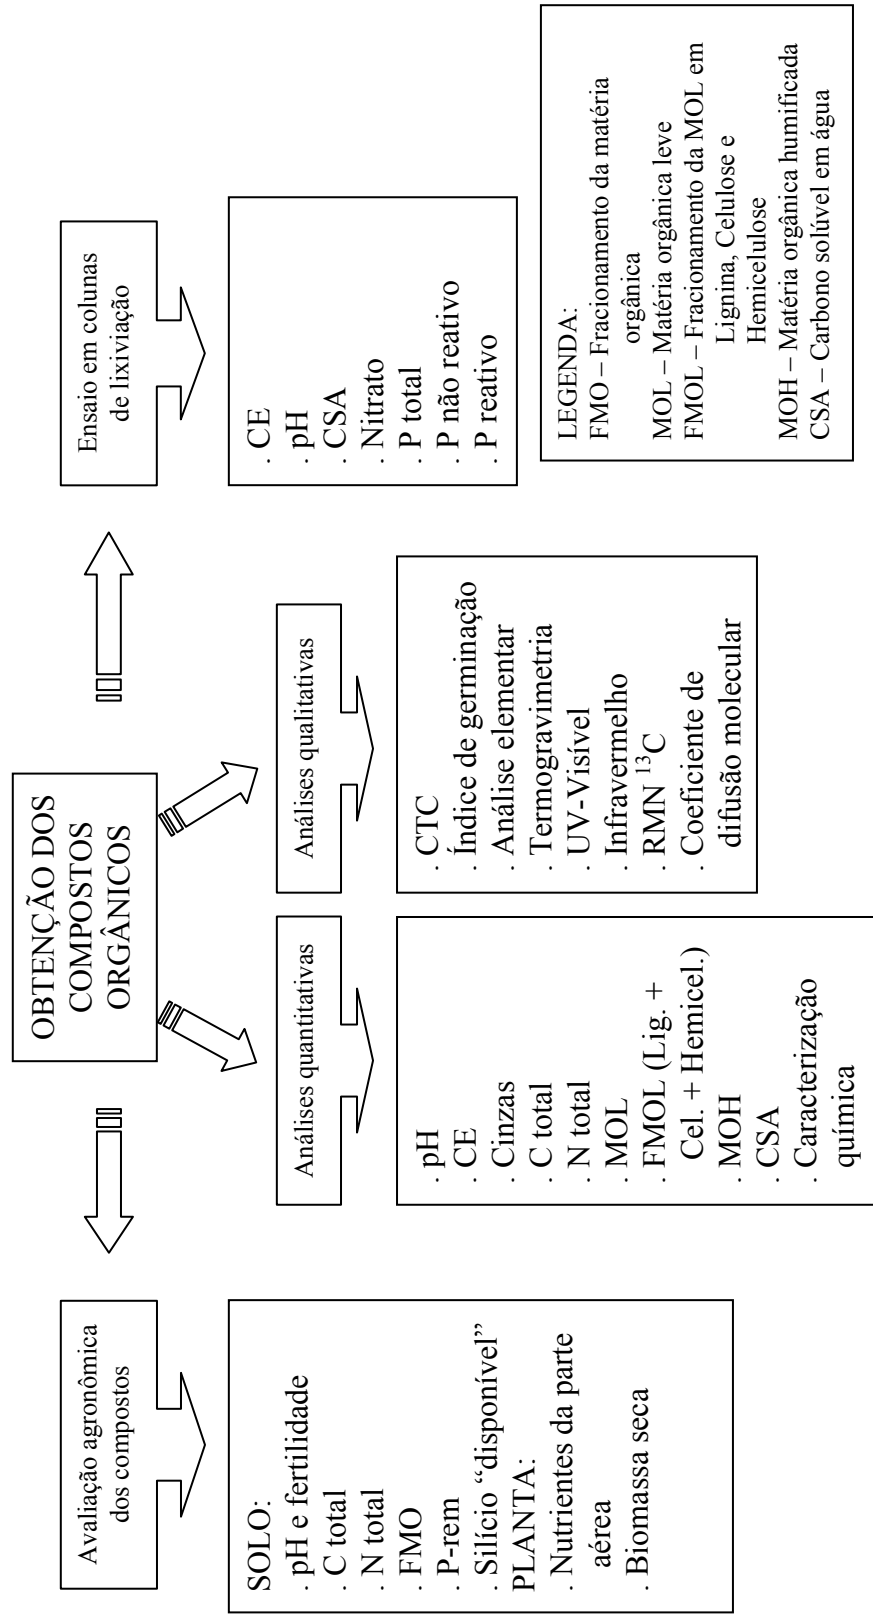 OBTENÇÃO DOS
COMPOSTOS
ORGÂNICOS
Avaliação agronômica
dos compostos
SOLO:
. pH e fertilidade
. C total
. N total
. FMO
. P-rem
. Silício “disponível”
PLANTA:
. Nutrientes da parte
aérea
. Biomassa seca
Análises quantitativas
. pH
. CE
. Cinzas
. C total
. N total
. MOL
. FMOL (Lig. +
Cel. + Hemicel.)
. MOH
. CSA
. Caracterização
química
Análises qualitativas
. CTC
. Índice de germinação
. Análise elementar
. Termogravimetria
. UV-Visível
. Infravermelho
. RMN ¹³C
. Coeficiente de
difusão molecular
Ensaio em colunas
de lixiviação
. CE
. pH
. CSA
. Nitrato
. P total
. P não reativo
. P reativo
LEGENDA:
FMO – Fracionamento da matéria
orgânica
MOL – Matéria orgânica leve
FMOL – Fracionamento da MOL em
Lignina, Celulose e
Hemicelulose
MOH – Matéria orgânica humificada
CSA – Carbono solúvel em água